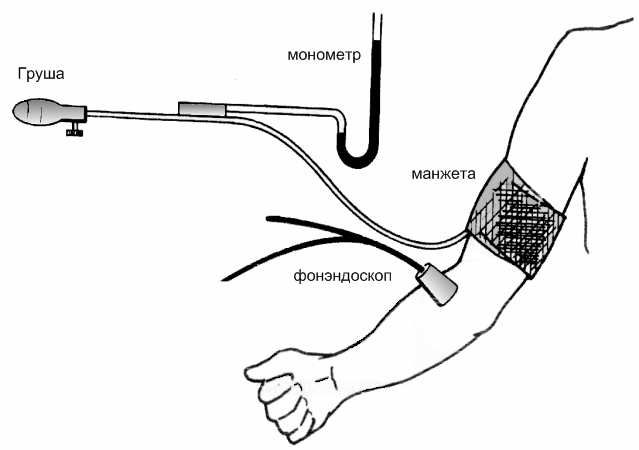 монометр
Груша
манжета
фонэндоскоп